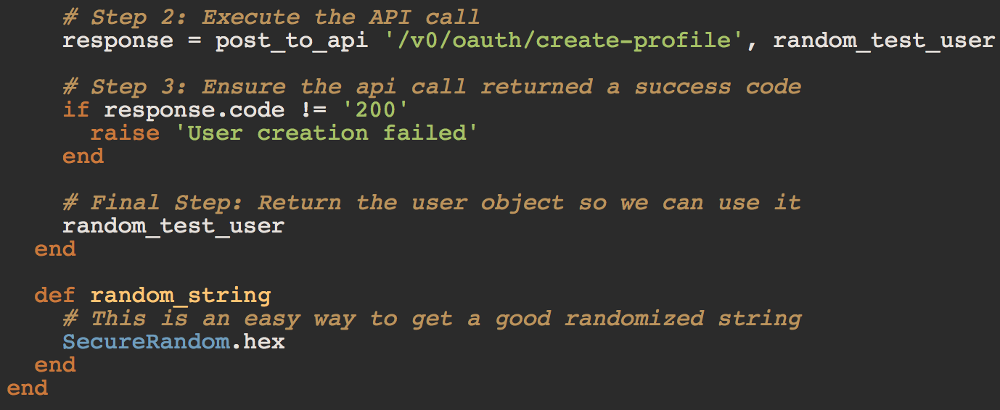 # Step 2: Execute the API call
response = post_to_api '/v0/oauth/create-profile', random_test_user
# Step 3: Ensure the api call returned a success code
if response.code != '200'
raise 'User creation failed'
end
# Final Step: Return the user object so we can use it
random_test_user
end
def random_string
# This is an easy way to get a good randomized string
SecureRandom.hex
end
end